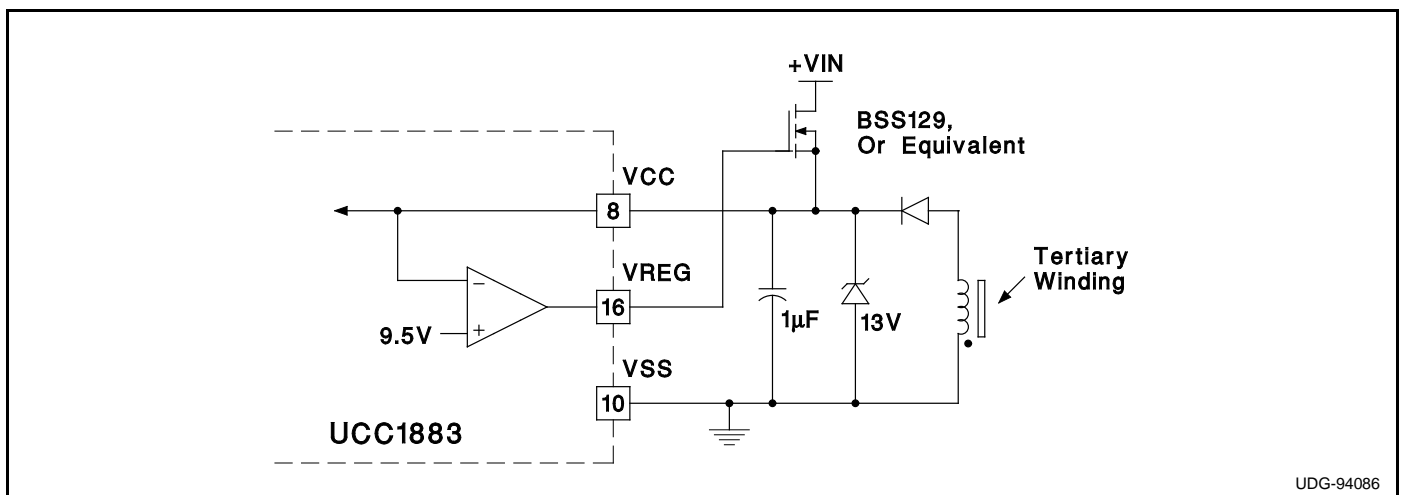 +VIN
BSS129,
Or Equivalent
VCC
8
VREG
16
Tertiary
Winding
−
+
9.5V
1µF
13V
VSS
10
UCC1883
UDG-94086